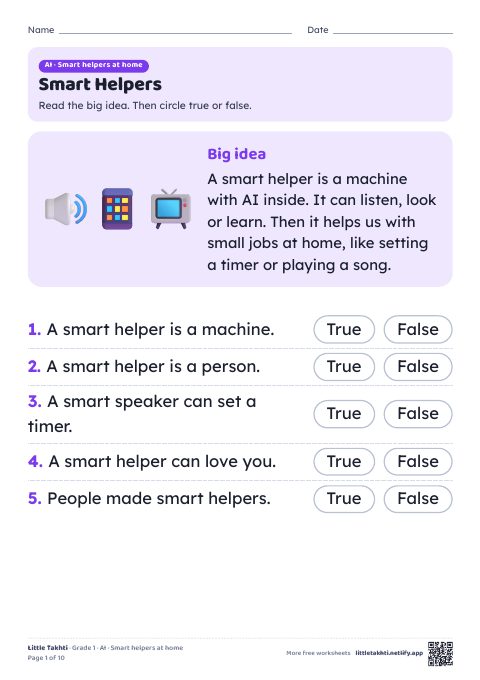 Name Date
AI · Smart helpers at home
Smart Helpers
Read the big idea. Then circle true or false.
Big idea
A smart helper is a machine
with AI inside. It can listen, look
or learn. Then it helps us with
small jobs at home, like setting
a timer or playing a song.
1. A smart helper is a machine. True False
2. A smart helper is a person. True False
3. A smart speaker can set a
timer. True False
4. A smart helper can love you. True False
5. People made smart helpers. True False
Little Takhti · Grade 1 · AI · Smart helpers at home
Page 1 of 10
More free worksheets · littletakhti.netlify.app